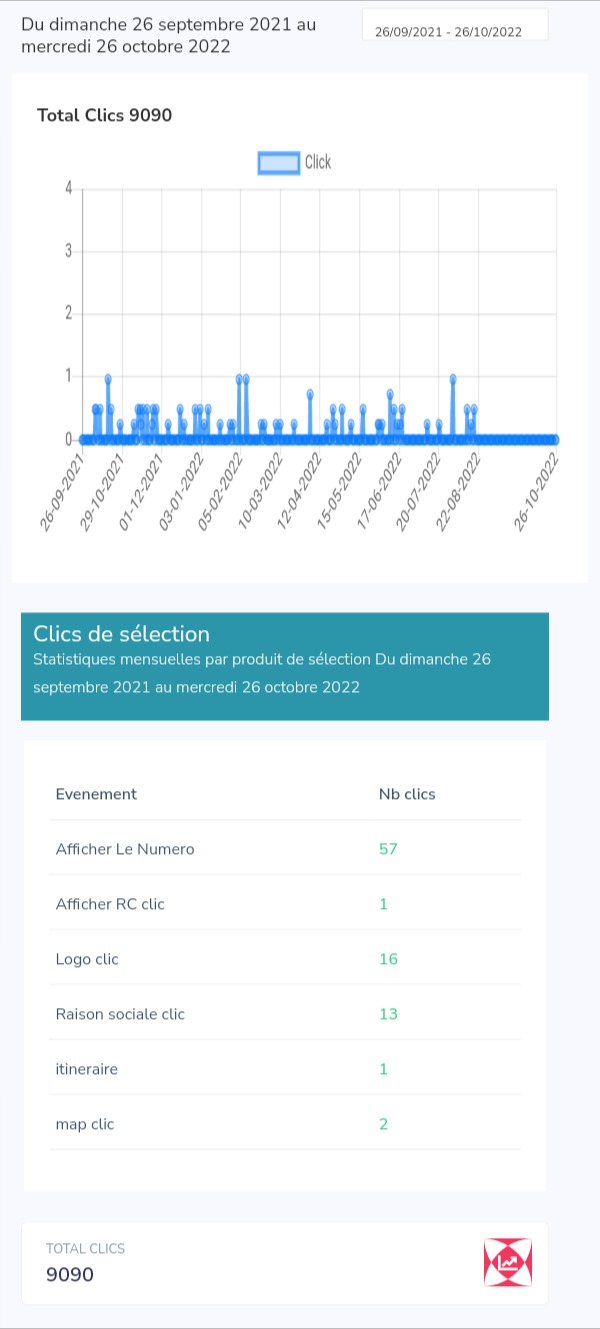 Du dimanche 26 septembre 2021 au
mercredi 26 octobre 2022
26/09/2021 - 26/10/2022
Total Clics 9090
Click
4
3
2
1
0
26-09-2021
29-10-2021
01-12-2021
03-01-2022
05-02-2022
10-03-2022
12-04-2022
15-05-2022
17-06-2022
20-07-2022
22-08-2022
26-10-2022
Clics de sélection
Statistiques mensuelles par produit de sélection Du dimanche 26
septembre 2021 au mercredi 26 octobre 2022
Evenement Nb clics
Afficher Le Numero 57
Afficher RC clic 1
Logo clic 16
Raison sociale clic 13
itineraire 1
map clic 2
TOTAL CLICS
9090